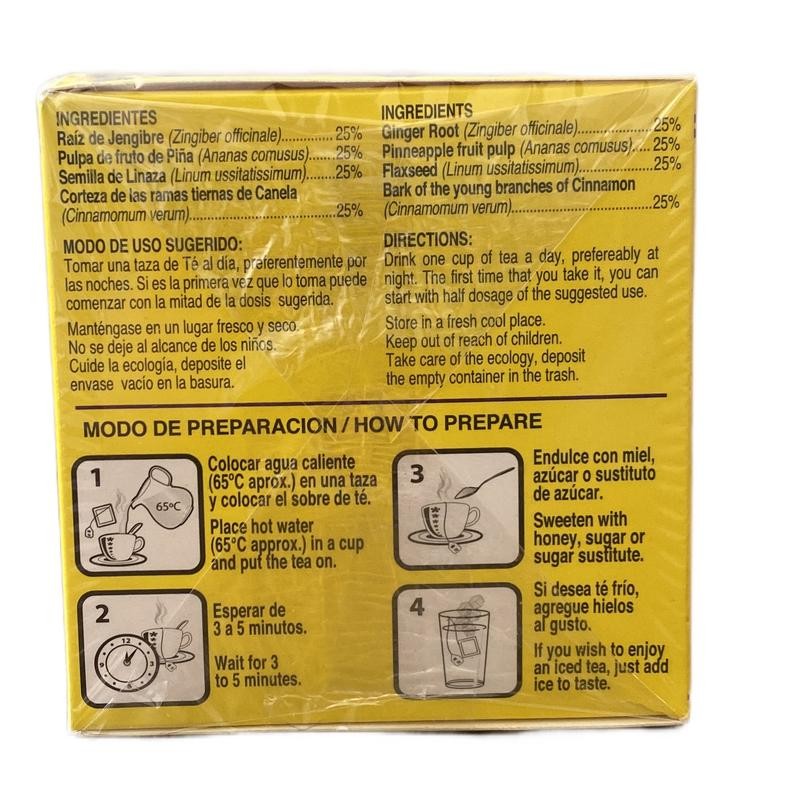 INGREDIENTES
Raíz de Jengibre (Zingiber officinale)..............25%
Pulpa de fruto de Piña (Ananas comusus)......25%
Semilla de Linaza (Linum ussitatissimum)......25%
Corteza de las ramas tiernas de Canela
(Cinnamomum verum)...............................25%
MODO DE USO SUGERIDO:
Tomar una taza de Té al día, preferentemente por
las noches. Si es la primera vez que lo toma puede
comenzar con la mitad de la dosis sugerida.
Manténgase en un lugar fresco y seco.
No se deje al alcance de los niños.
Cuide la ecología, deposite el
envase vacío en la basura.
INGREDIENTS
Ginger Root (Zingiber officinale)....................25%
Pinneapple fruit pulp (Ananas comusus).....25%
Flaxseed (Linum ussitatissimum)....................25%
Bark of the young branches of Cinnamon
(Cinnamomum verum)...............................25%
DIRECTIONS:
Drink one cup of tea a day, prefereably at
night. The first time that you take it, you can
start with half dosage of the suggested use.
Store in a fresh cool place.
Keep out of reach of children.
Take care of the ecology, deposit
the empty container in the trash.
MODO DE PREPARACION / HOW TO PREPARE
1
65ºC
Colocar agua caliente
(65ºC aprox.) en una taza
y colocar el sobre de té.
Place hot water
(65°C approx.) in a cup
and put the tea on.
2
12
3
6
9
Esperar de
3 a 5 minutos.
Wait for 3
to 5 minutes.
3
Endulce con miel,
azúcar o sustituto
de azúcar.
Sweeten with
honey, sugar or
sugar sustitute.
4
Si desea té frío,
agregue hielos
al gusto.
If you wish to enjoy
an iced tea, just add
ice to taste.